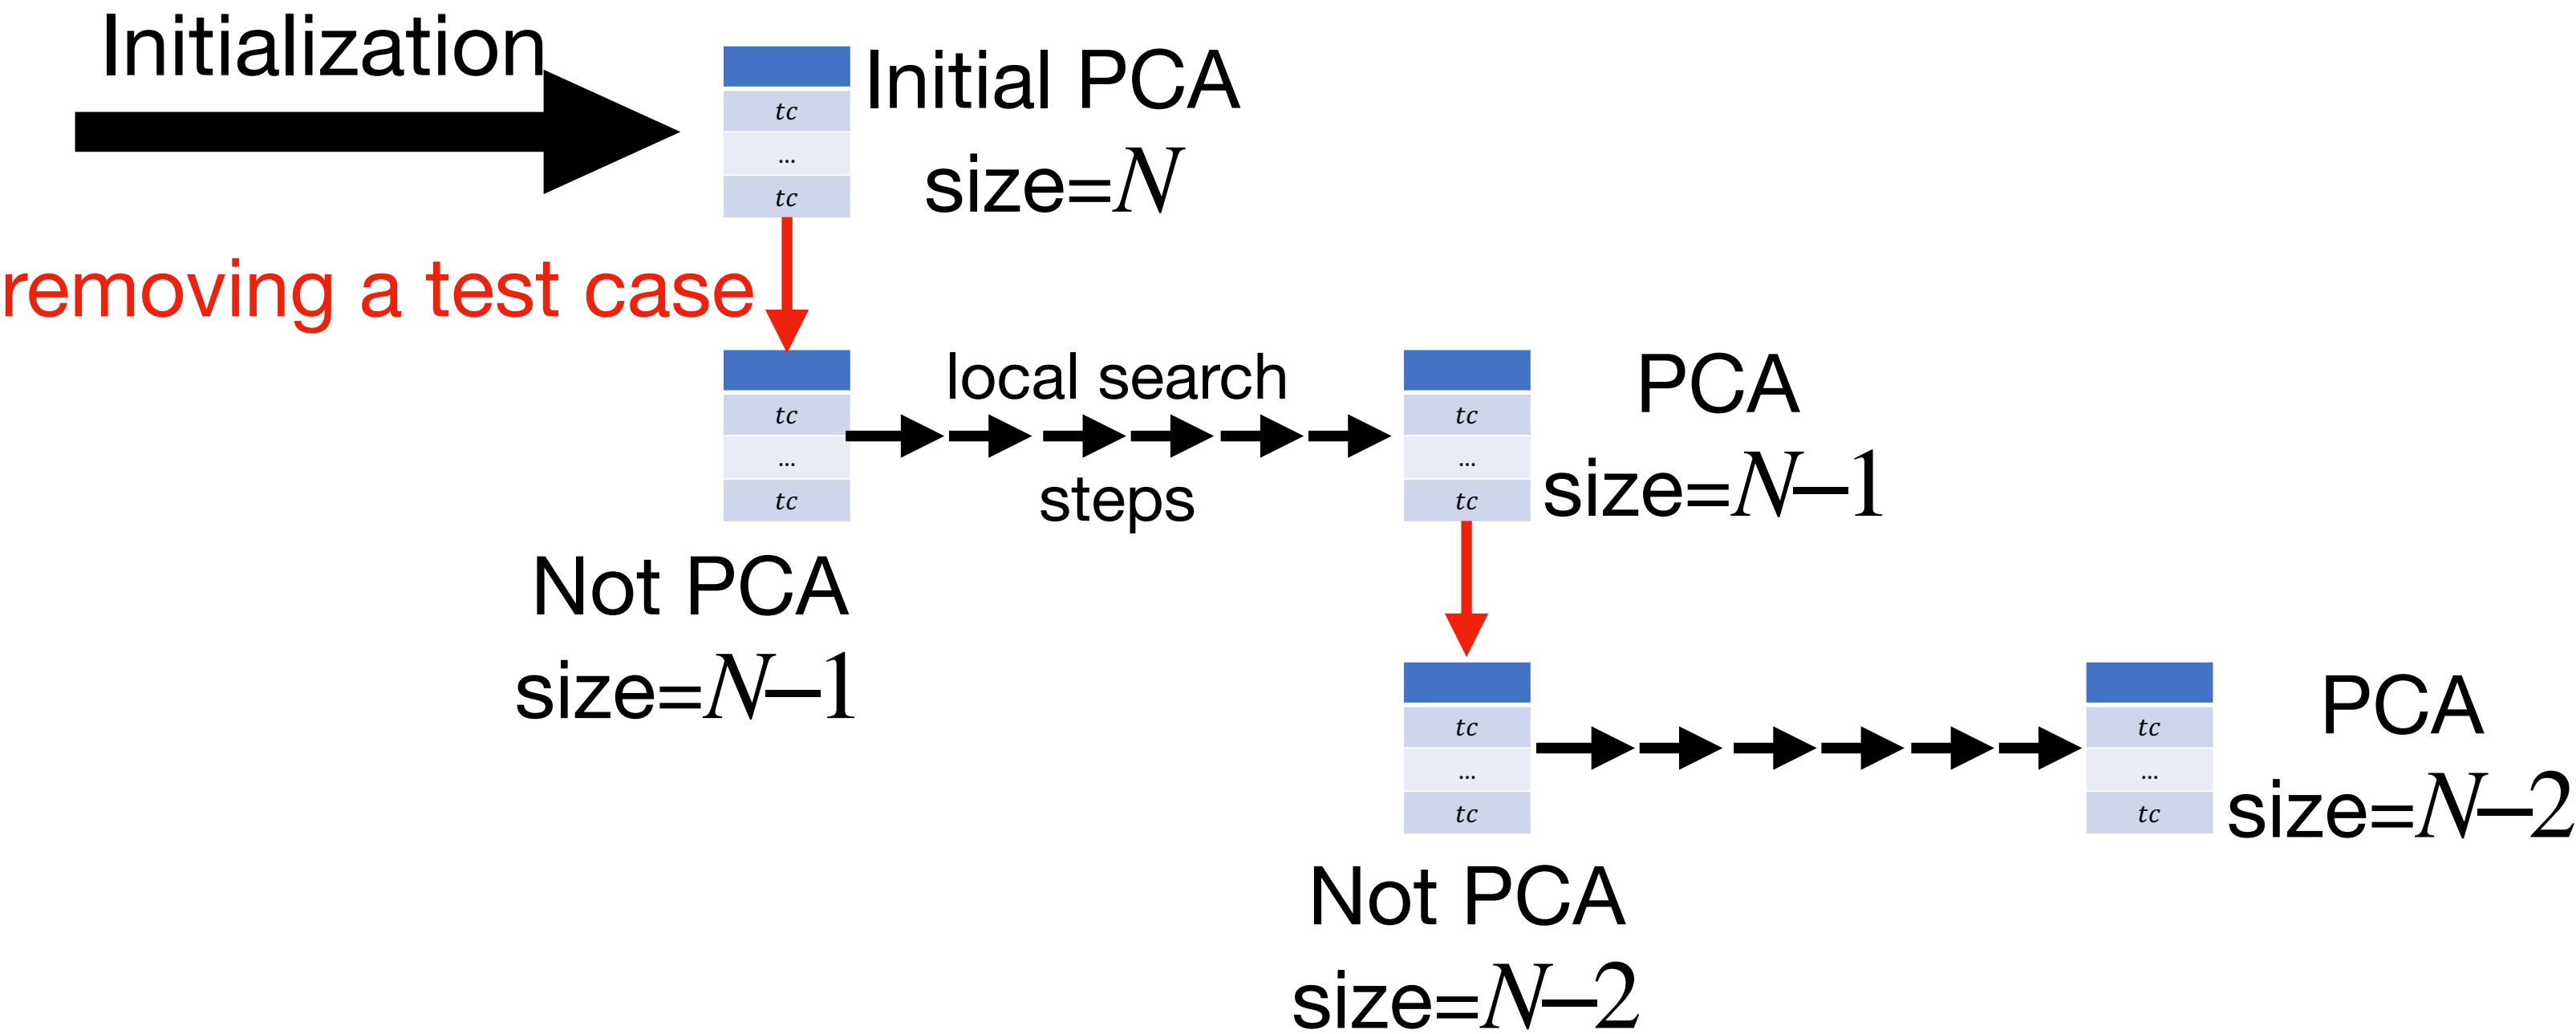 Initialization
Initial PCA
size=N
tc
...
tc
removing a test case
tc
...
tc
local search
steps
tc
...
tc
PCA
size=N−1
Not PCA
size=N−1
tc
...
tc
tc
...
tc
PCA
size=N−2
Not PCA
size=N−2